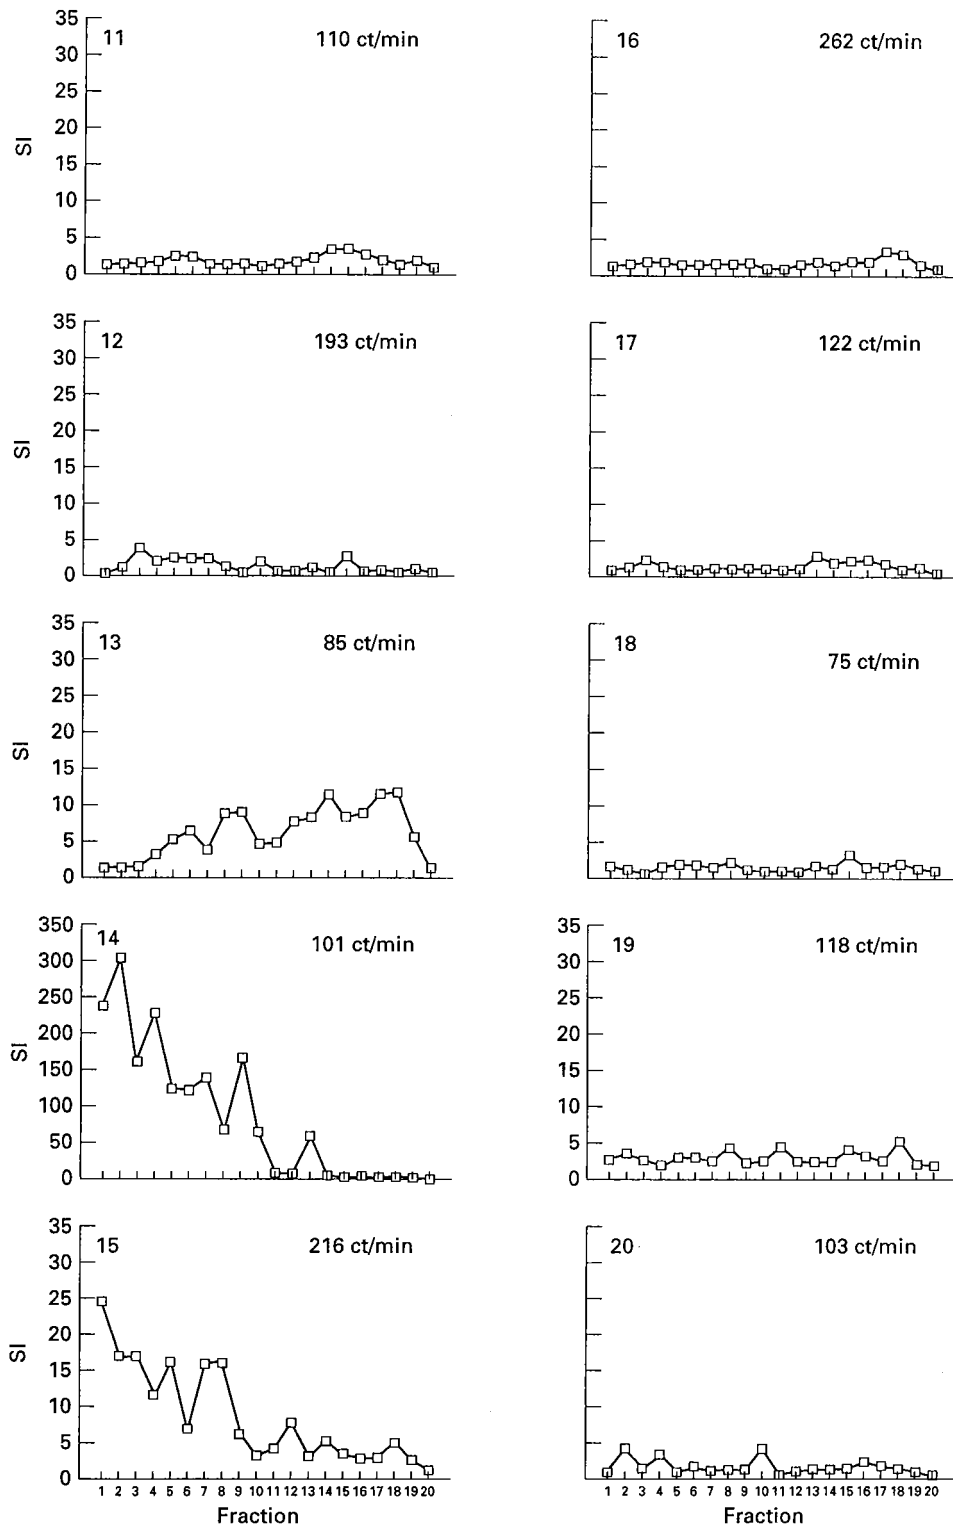 11 110 ct/min
35
30
25
20
15
10
5
0
SI
16 262 ct/min
12 193 ct/min
35
30
25
20
15
10
5
0
SI
17 122 ct/min
13 85 ct/min
35
30
25
20
15
10
5
0
SI
18 75 ct/min
14 101 ct/min
350
300
250
200
150
100
50
0
SI
19 118 ct/min
35
30
25
20
15
10
5
0
15 216 ct/min
35
30
25
20
15
10
5
0
SI
1 2 3 4 5 6 7 8 9 10 11 12 13 14 15 16 17 18 19 20
Fraction
20 103 ct/min
1 2 3 4 5 6 7 8 9 10 11 12 13 14 15 16 17 18 19 20
Fraction